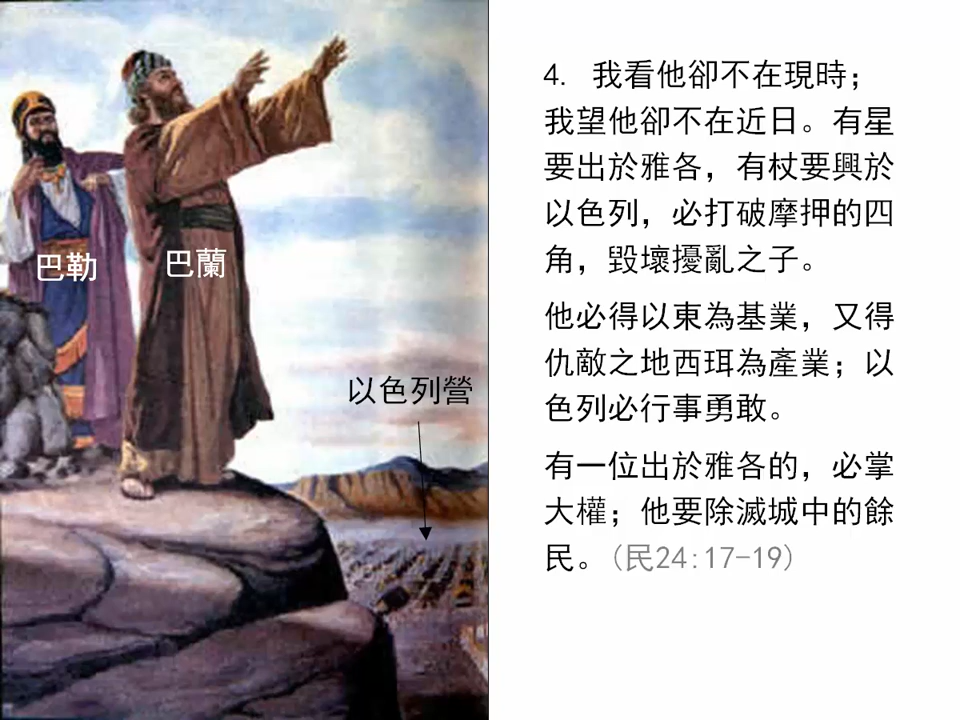 巴勒
巴蘭
以色列營
4. 我看他卻不在現時；
我望他卻不在近日。有星
要出於雅各，有杖要興於
以色列，必打破摩押的四
角，毀壞擾亂之子。
他必得以東為基業，又得
仇敵之地西珥為產業；以
色列必行事勇敢。
有一位出於雅各的，必掌
大權；他要除滅城中的餘
民。(民24:17-19)